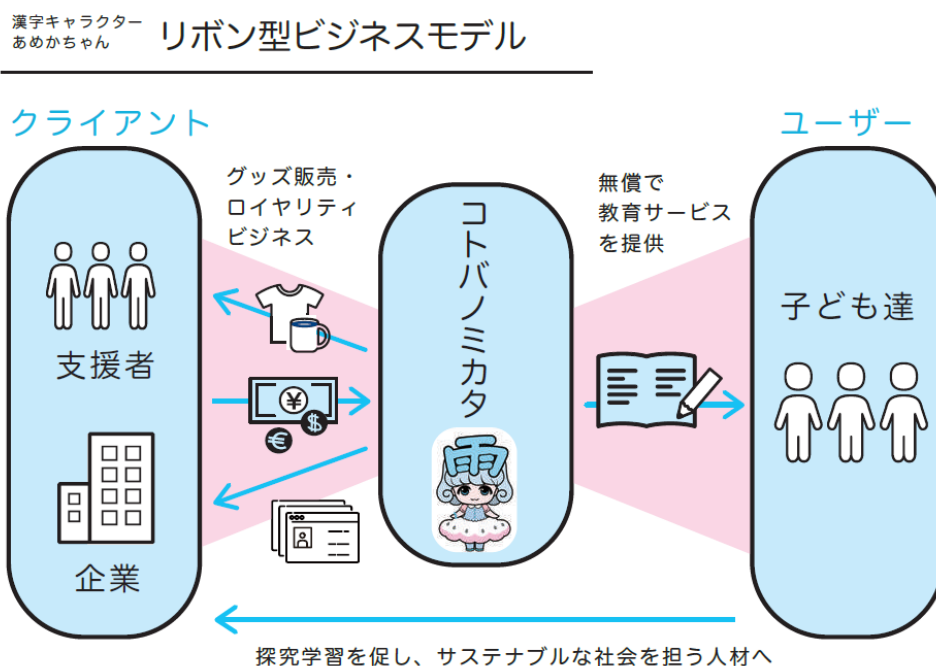 漢字キャラクター
あめかちゃん
リボン型ビジネスモデル
クライアント
ユーザー
グッズ販売・
ロイヤリティ
ビジネス
コトバノミカタ
無償で
教育サービス
を提供
支援者
¥
$
€
企業
雨
子ども達
探究学習を促し、サステナブルな社会を担う人材へ